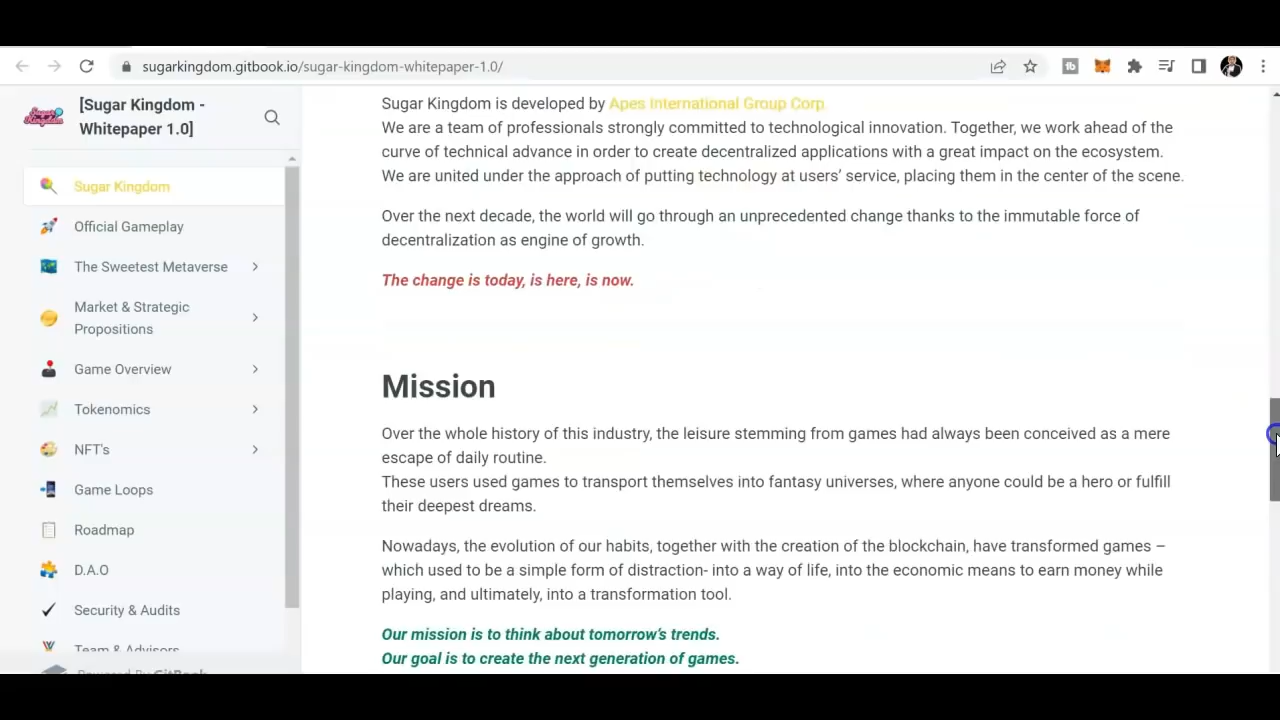 sugarkingdom.gitbook.io/sugar-kingdom-whitepaper-1.0/
[Sugar Kingdom -
Whitepaper 1.0]
Sugar Kingdom
Official Gameplay
The Sweetest Metaverse
Market & Strategic
Propositions
Game Overview
Tokenomics
NFT's
Game Loops
Roadmap
D.A.O
Security & Audits
Team & Advisors
Powered By GitBook
Sugar Kingdom is developed by Apes International Group Corp.
We are a team of professionals strongly committed to technological innovation. Together, we work ahead of the
curve of technical advance in order to create decentralized applications with a great impact on the ecosystem.
We are united under the approach of putting technology at users’ service, placing them in the center of the scene.
Over the next decade, the world will go through an unprecedented change thanks to the immutable force of
decentralization as engine of growth.
The change is today, is here, is now.
Mission
Over the whole history of this industry, the leisure stemming from games had always been conceived as a mere
escape of daily routine.
These users used games to transport themselves into fantasy universes, where anyone could be a hero or fulfill
their deepest dreams.
Nowadays, the evolution of our habits, together with the creation of the blockchain, have transformed games –
which used to be a simple form of distraction- into a way of life, into the economic means to earn money while
playing, and ultimately, into a transformation tool.
Our mission is to think about tomorrow’s trends.
Our goal is to create the next generation of games.